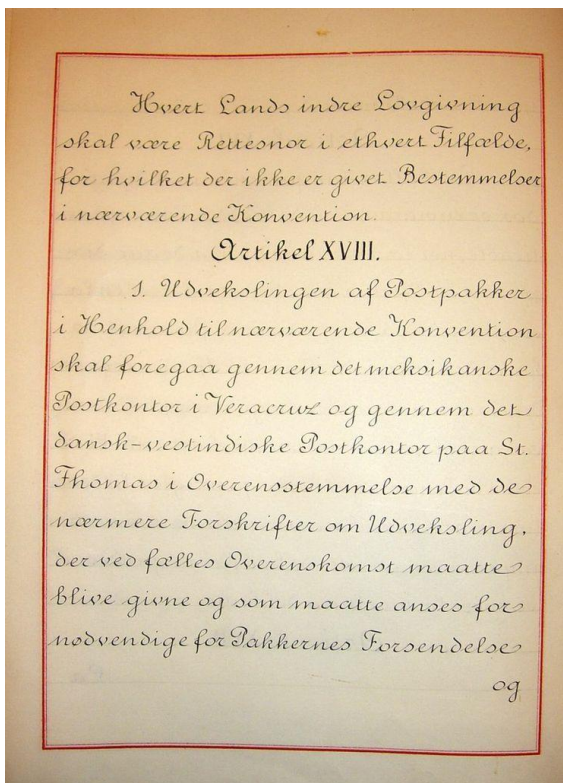 Hvert Lands indre Lovgivning
skal være Rettesnor i ethvert Tilfælde,
for hvilket der ikke er givet Bestemmelser
i nærværende Konvention.
Artikel XVIII.
1. Udvekslingen af Postpakker
i Henhold til nærværende Konvention
skal foregaa gennem det meksikanske
Postkontor i Veracruz og gennem det
dansk-vestindiske Postkontor paa St.
Thomas i Overensstemmelse med de
nærmere Forskrifter om Udveksling,
der ved fælles Overenskomst maatte
blive givne og som maatte anses for
nødvendige for Pakkernes Forsendelse
og